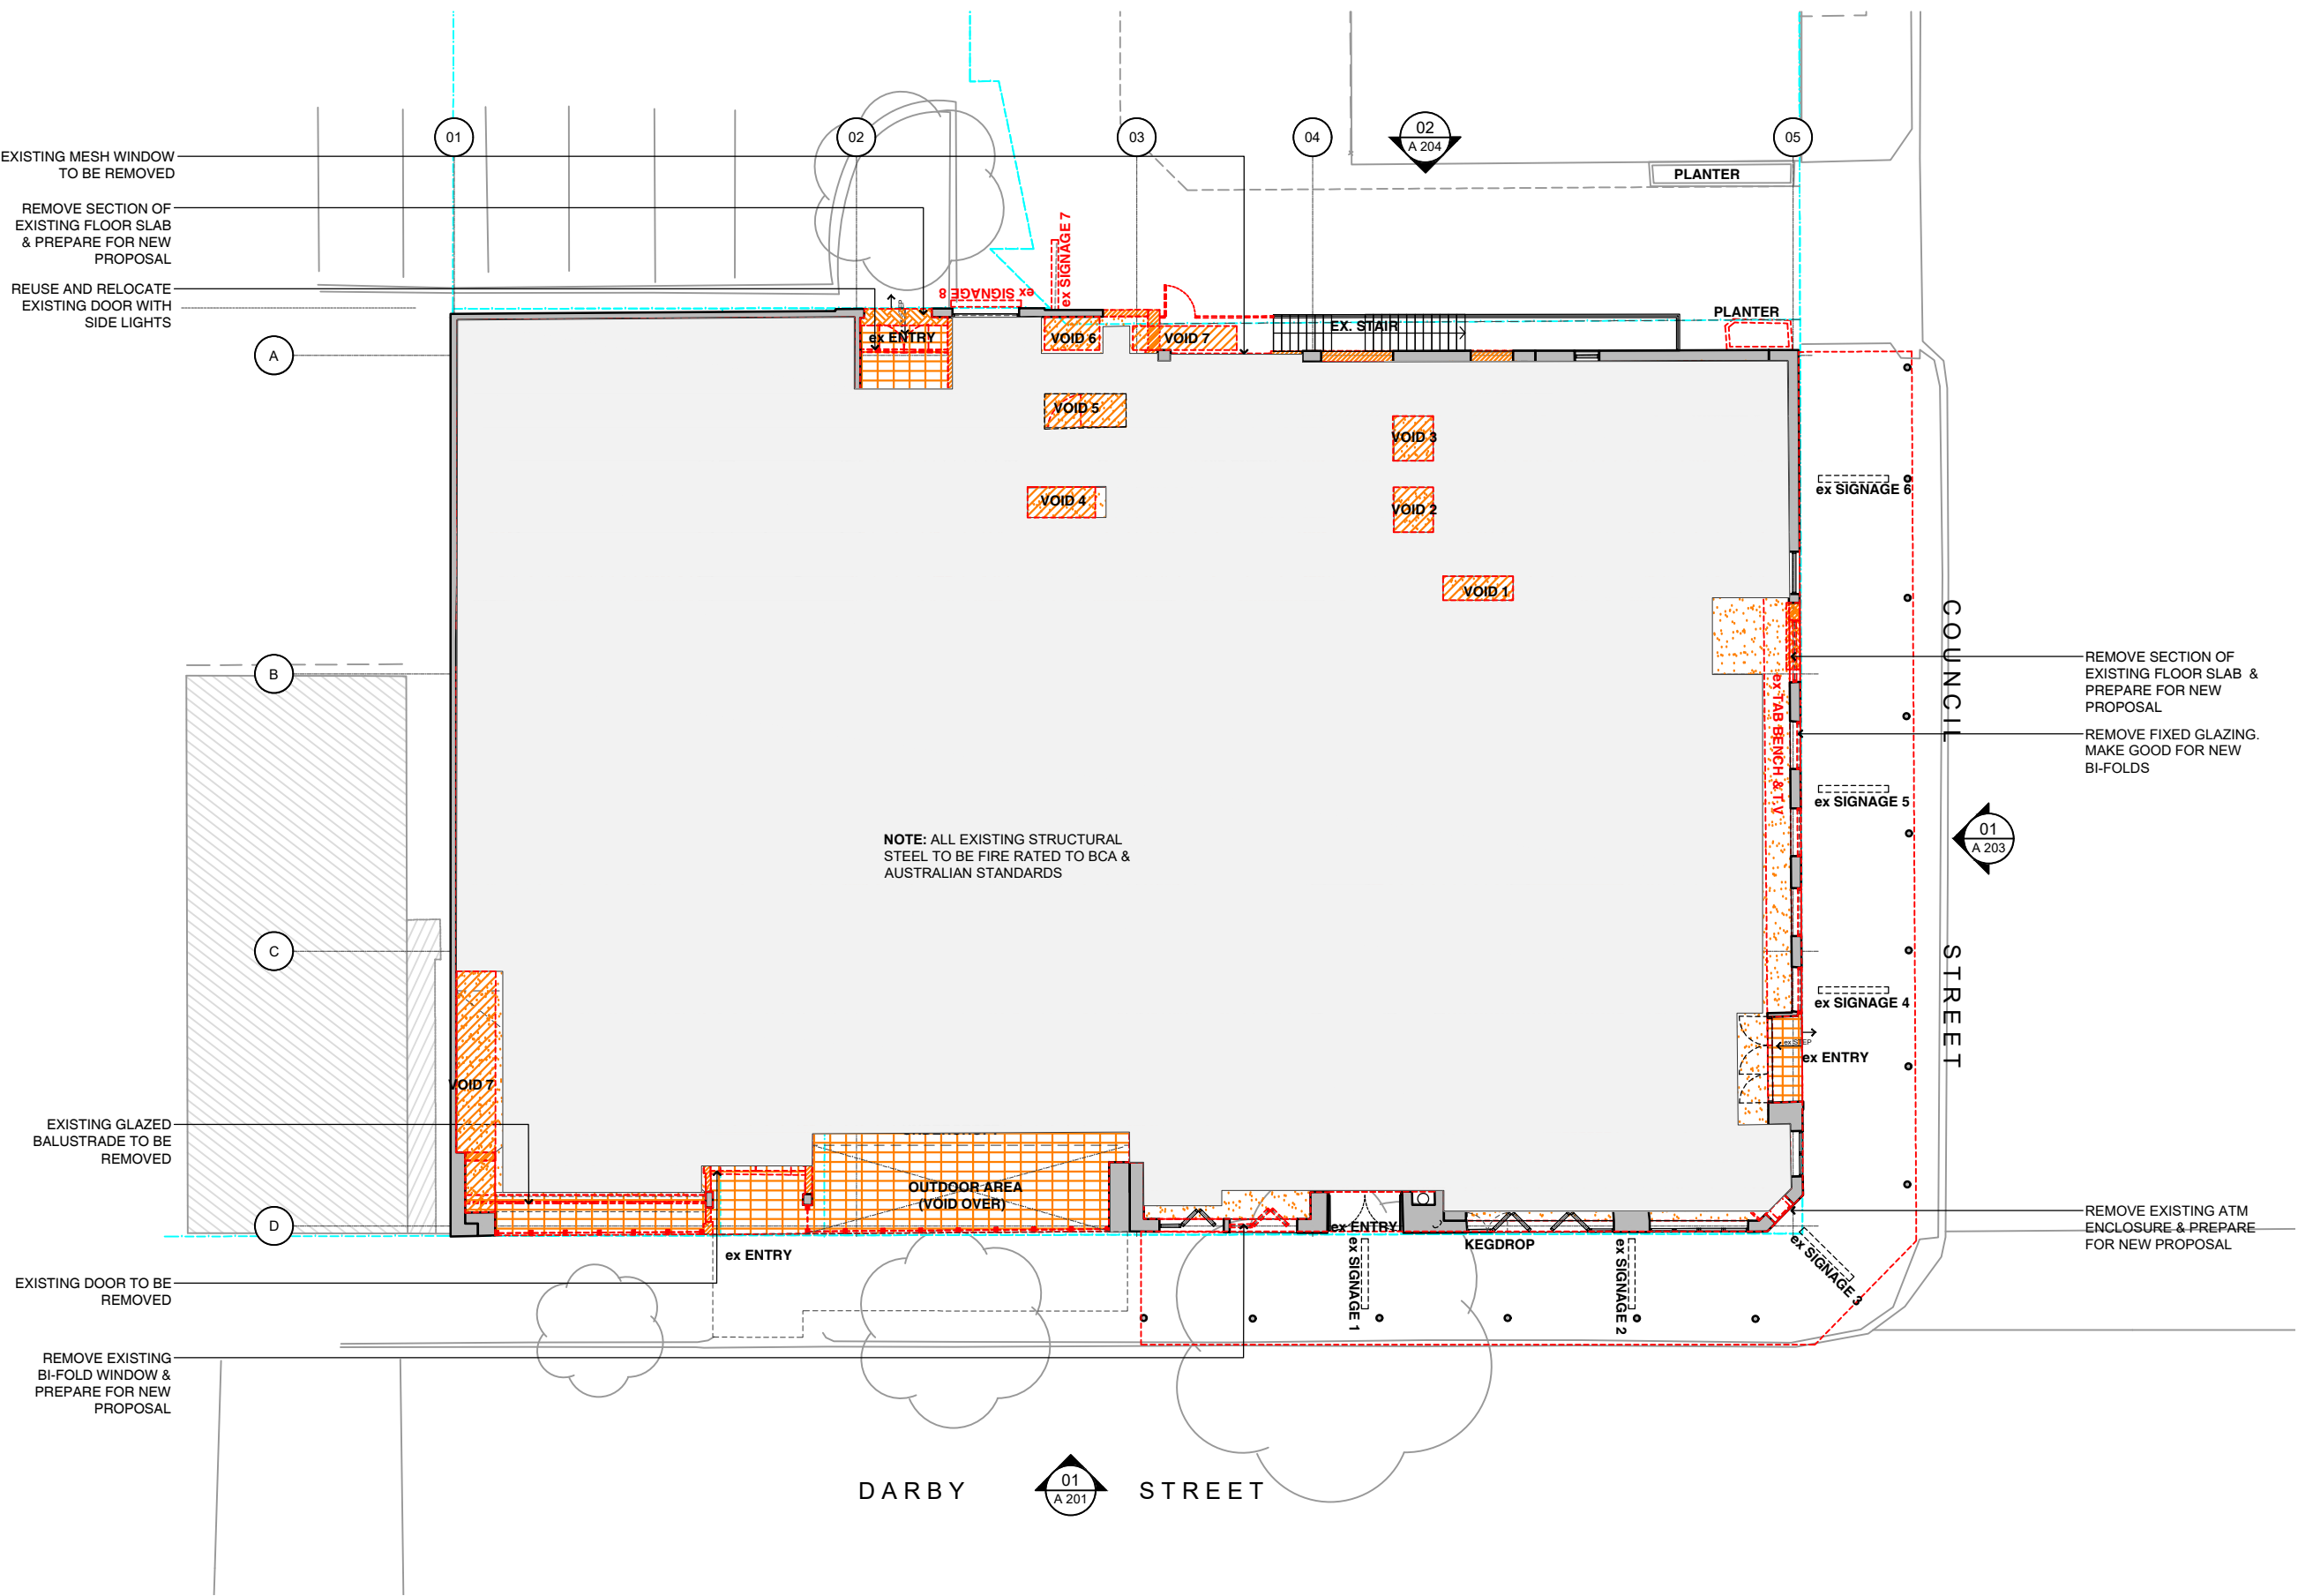 01
02
03
04
02
A 204
05
EXISTING MESH WINDOW
TO BE REMOVED
PLANTER
REMOVE SECTION OF
EXISTING FLOOR SLAB
& PREPARE FOR NEW
PROPOSAL
ex SIGNAGE 7
REUSE AND RELOCATE
EXISTING DOOR WITH
SIDE LIGHTS
ex SIGNAGE 8
PLANTER
EX. STAIR
ex ENTRY
VOID 6
VOID 7
A
VOID 5
VOID 3
VOID 4
VOID 2
ex SIGNAGE 6
VOID 1
COUNCIL
STREET
B
REMOVE SECTION OF
EXISTING FLOOR SLAB &
PREPARE FOR NEW
PROPOSAL
ex TAB BENCH & T.V
REMOVE FIXED GLAZING.
MAKE GOOD FOR NEW
BI-FOLDS
ex SIGNAGE 5
01
A 203
NOTE: ALL EXISTING STRUCTURAL
STEEL TO BE FIRE RATED TO BCA &
AUSTRALIAN STANDARDS
C
ex SIGNAGE 4
ex STEP
ex ENTRY
VOID 7
EXISTING GLAZED
BALUSTRADE TO BE
REMOVED
OUTDOOR AREA
(VOID OVER)
D
ex ENTRY
ex ENTRY
KEGDROP
REMOVE EXISTING ATM
ENCLOSURE & PREPARE
FOR NEW PROPOSAL
ex SIGNAGE 1
ex SIGNAGE 2
ex SIGNAGE 3
EXISTING DOOR TO BE
REMOVED
REMOVE EXISTING
BI-FOLD WINDOW &
PREPARE FOR NEW
PROPOSAL
DARBY STREET
01
A 201